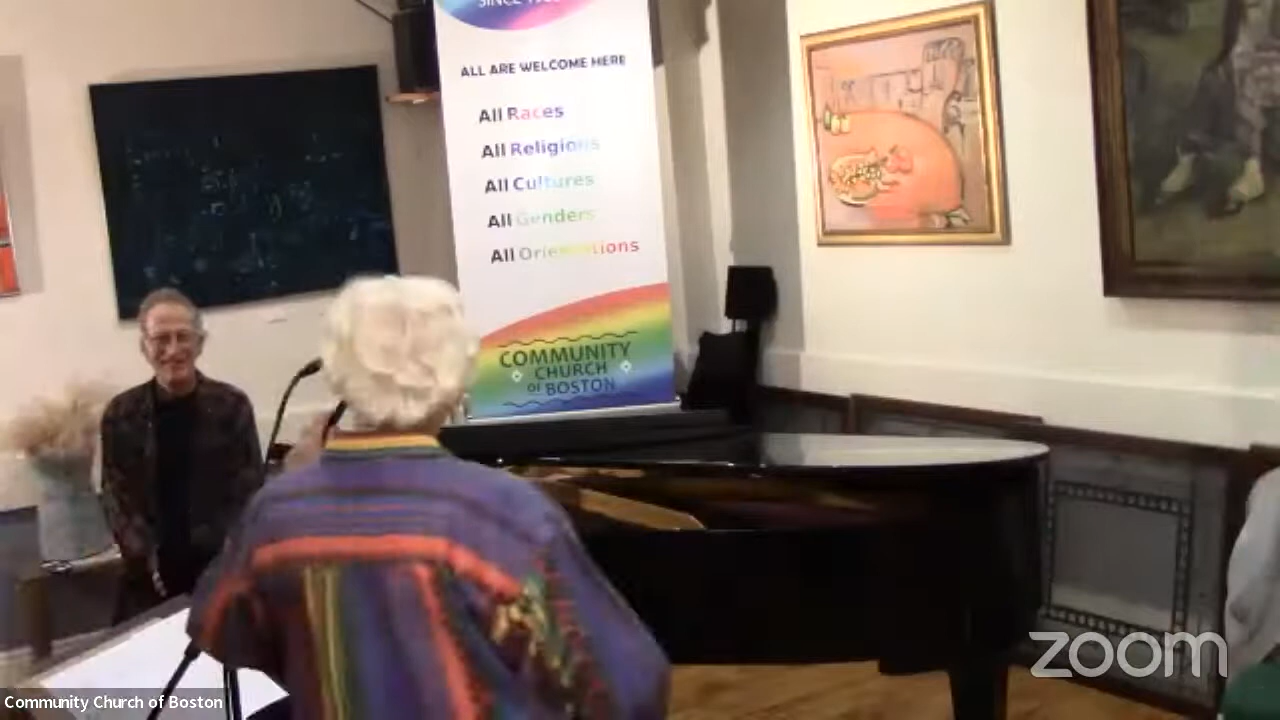 SINCE
ALL ARE WELCOME HERE
All Races
All Religions
All Cultures
All Genders
All Orientations
COMMUNITY
CHURCH
OF BOSTON
zoom
Community Church of Boston